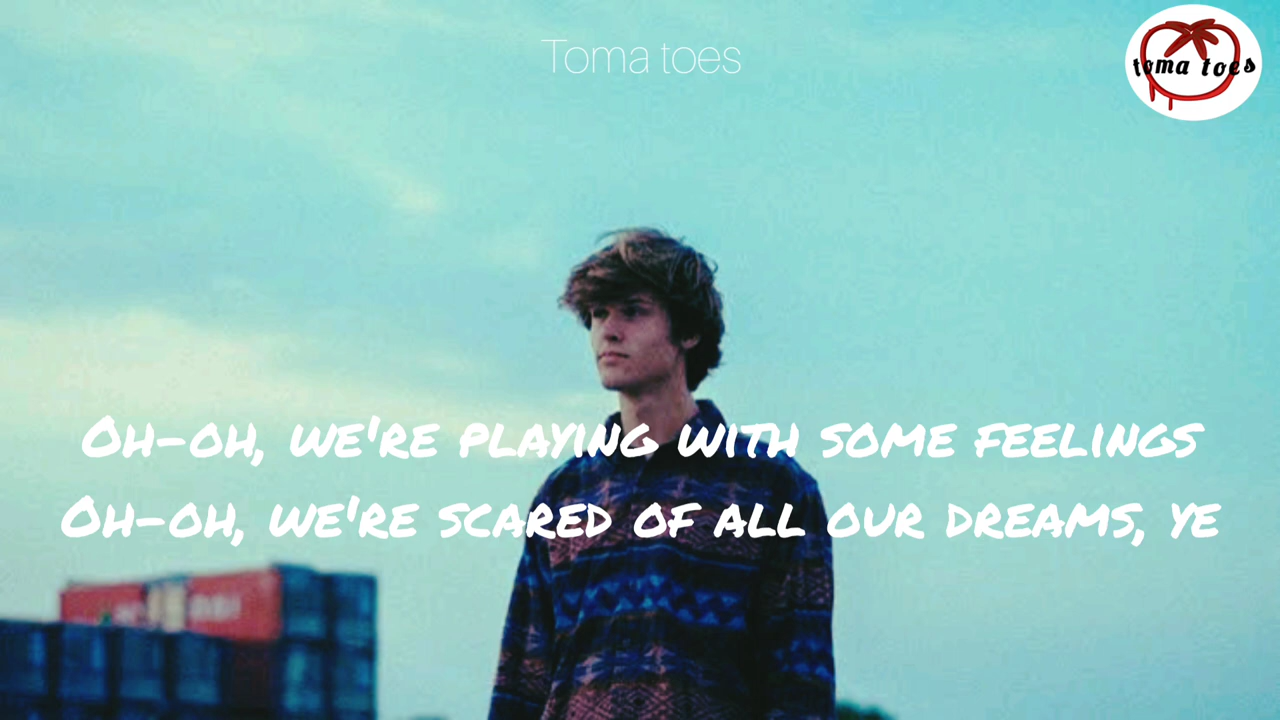 Toma toes
toma toes
Oh-oh, we're playing with some feelings
Oh-oh, we're scared of all our dreams, ye